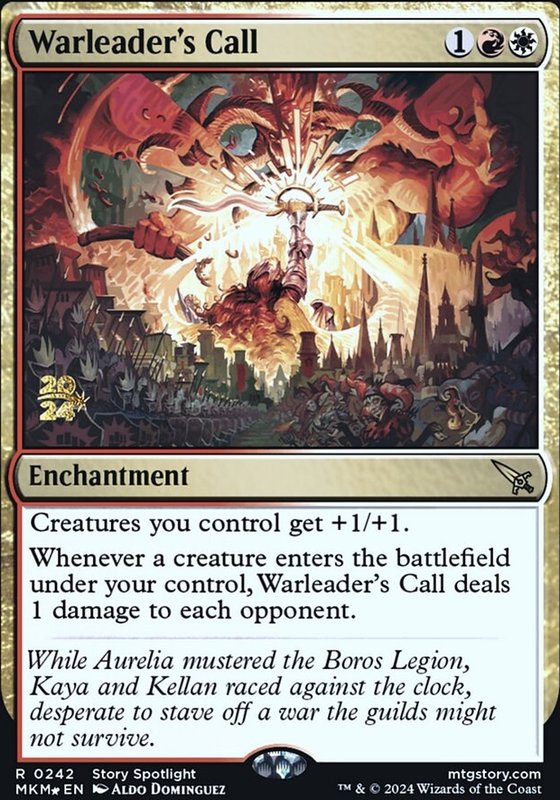 Warleader's Call
1
2024
Enchantment
Creatures you control get +1/+1.
Whenever a creature enters the battlefield
under your control, Warleader's Call deals
1 damage to each opponent.
While Aurelia mustered the Boros Legion,
Kaya and Kellan raced against the clock,
desperate to stave off a war the guilds might
not survive.
R 0242 Story Spotlight mtgstory.com
MKM★EN Aldo Dominguez ™ & © 2024 Wizards of the Coast